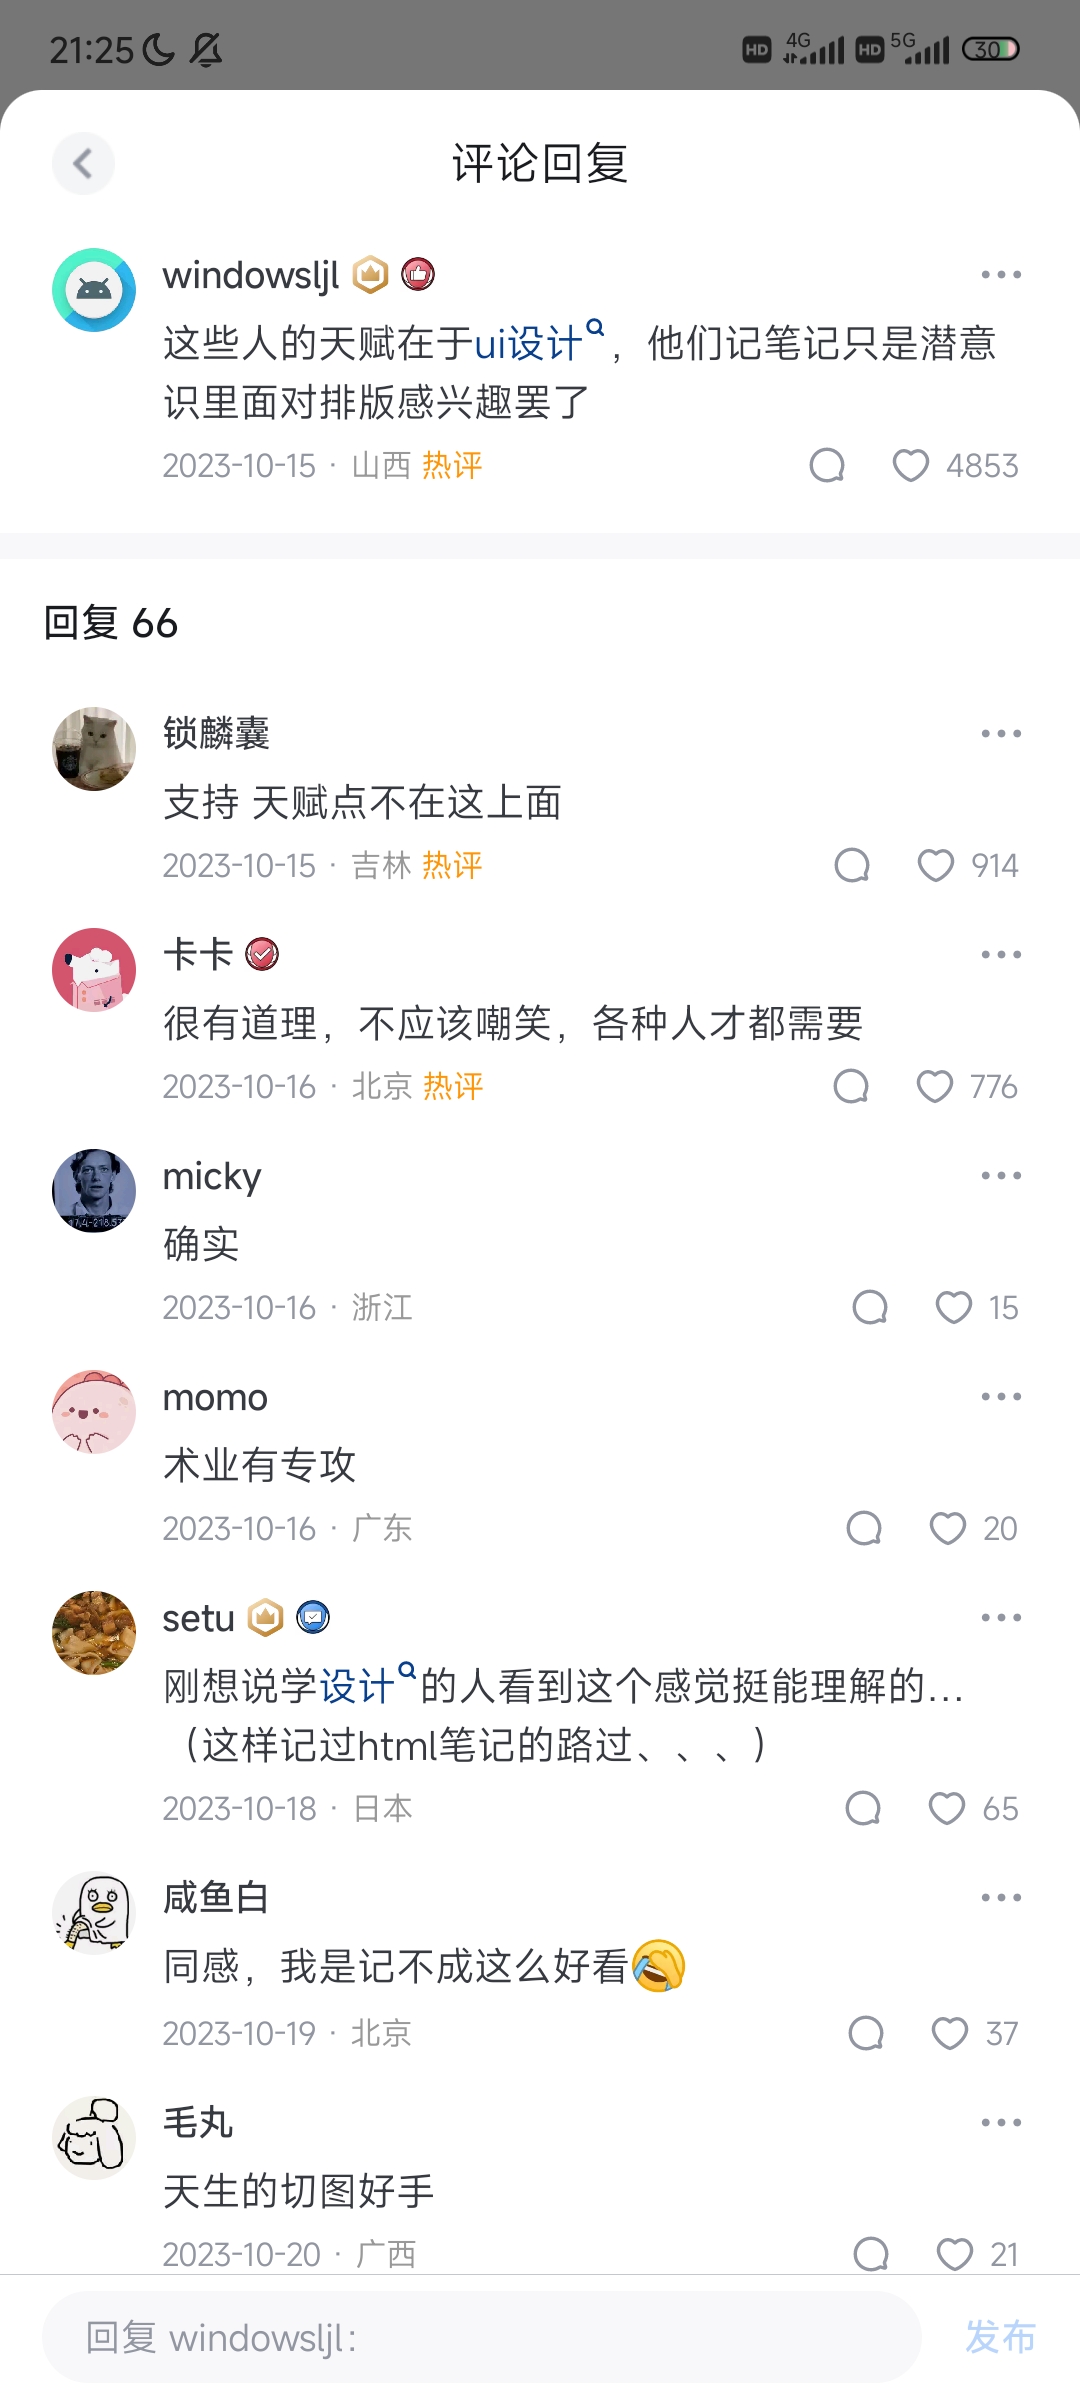 21:25
HD 4G HD 5G 30
评论回复
windowsljl
这些人的天赋在于ui设计，他们记笔记只是潜意
识里面对排版感兴趣罢了
2023-10-15 · 山西 热评 4853
回复 66
锁麟囊
支持 天赋点不在这上面
2023-10-15 · 吉林 热评 914
卡卡
很有道理，不应该嘲笑，各种人才都需要
2023-10-16 · 北京 热评 776
micky
确实
2023-10-16 · 浙江 15
momo
术业有专攻
2023-10-16 · 广东 20
setu
刚想说学设计的人看到这个感觉挺能理解的…
（这样记过html笔记的路过、、、）
2023-10-18 · 日本 65
咸鱼白
同感，我是记不成这么好看
2023-10-19 · 北京 37
毛丸
天生的切图好手
2023-10-20 · 广西 21
回复 windowsljl：
发布